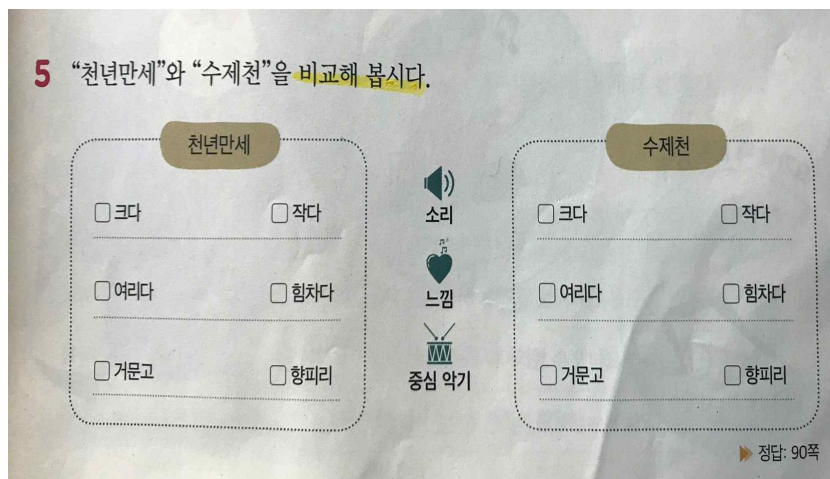 5 “천년만세”와 “수제천”을 비교해 봅시다.
천년만세
크다 작다
여리다 힘차다
거문고 향피리
소리
느낌
중심 악기
수제천
크다 작다
여리다 힘차다
거문고 향피리
정답: 90쪽